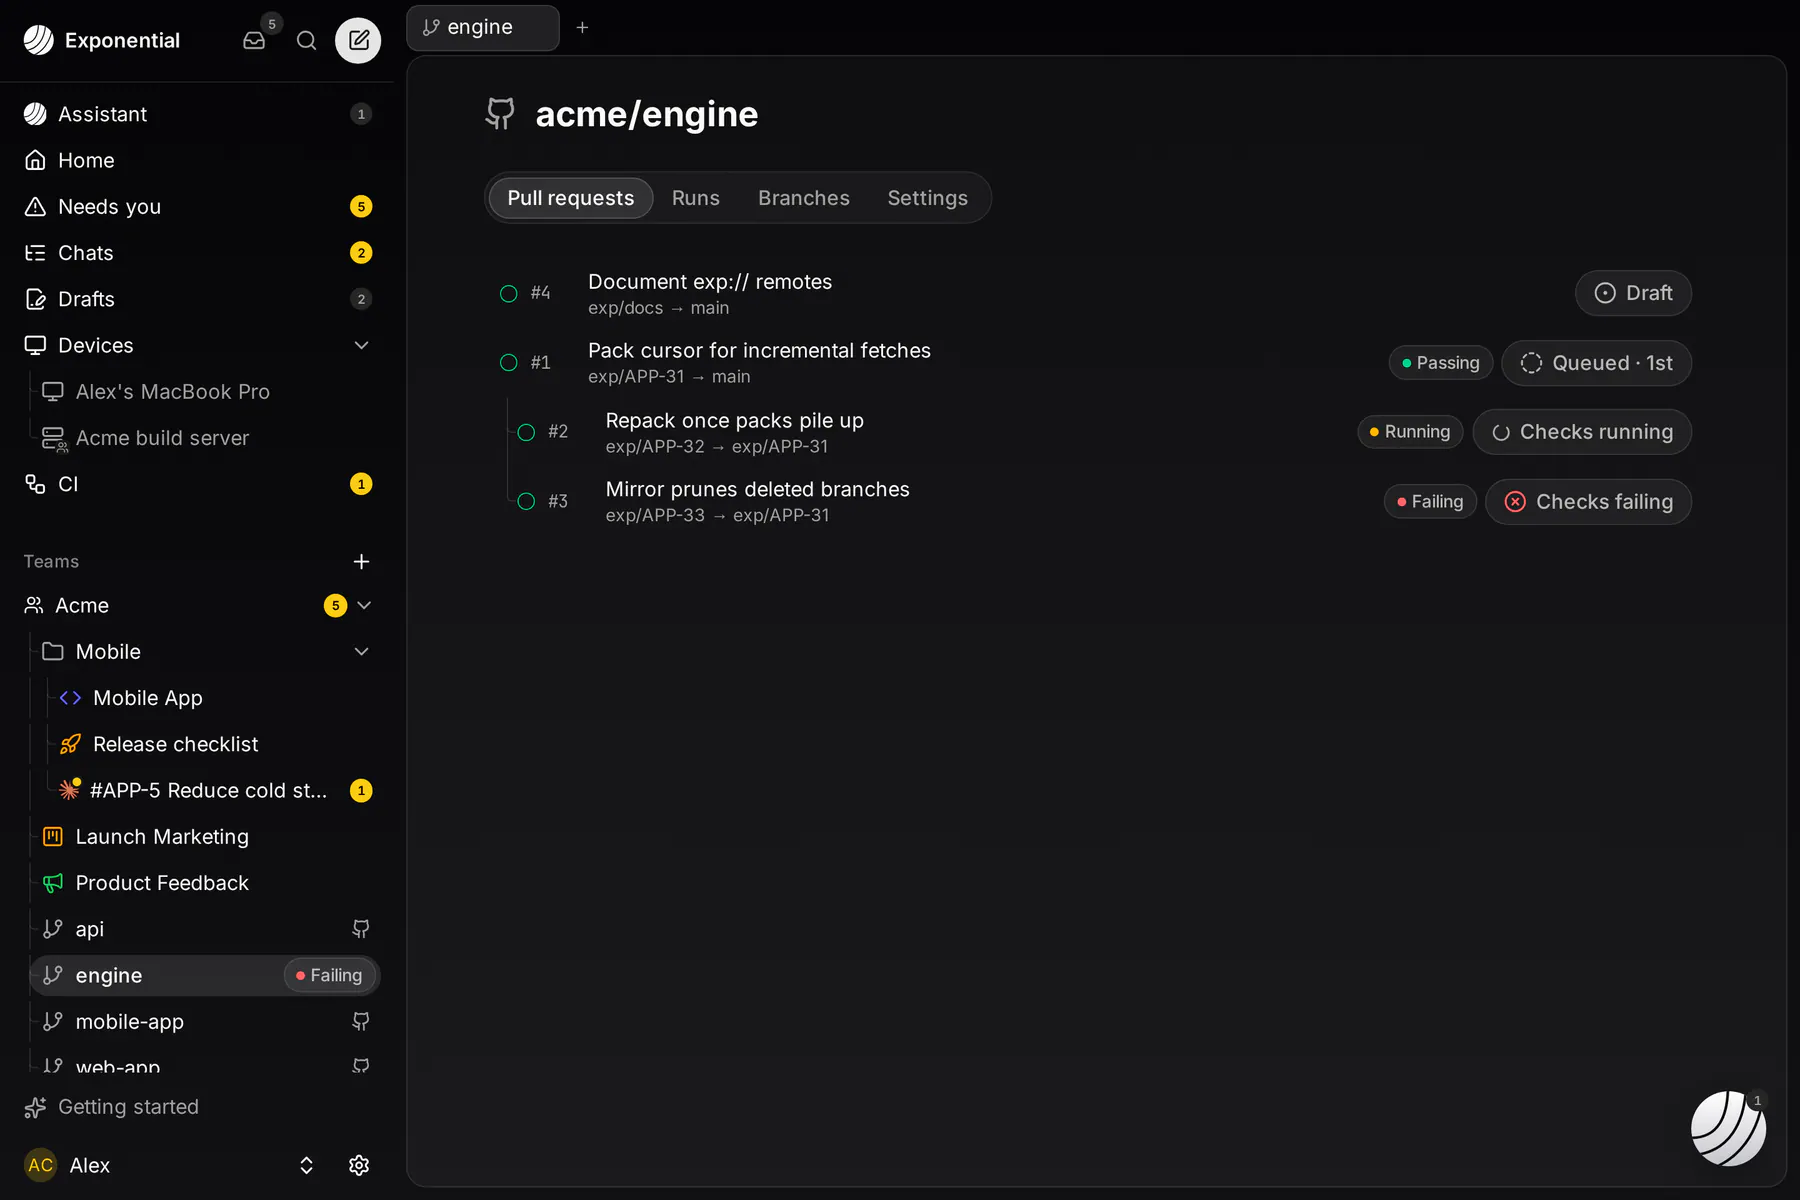 Exponential
5
Assistant
1
Home
Needs you
5
Chats
2
Drafts
2
Devices
Alex's MacBook Pro
Acme build server
CI
1
Teams
Acme
5
Mobile
Mobile App
Release checklist
#APP-5 Reduce cold st...
1
Launch Marketing
Product Feedback
api
engine
Failing
mobile-app
web-app
Getting started
AC
Alex
engine
acme/engine
Pull requests
Runs
Branches
Settings
#4
Document exp:// remotes
exp/docs → main
Draft
#1
Pack cursor for incremental fetches
exp/APP-31 → main
Passing
Queued · 1st
#2
Repack once packs pile up
exp/APP-32 → exp/APP-31
Running
Checks running
#3
Mirror prunes deleted branches
exp/APP-33 → exp/APP-31
Failing
Checks failing
1